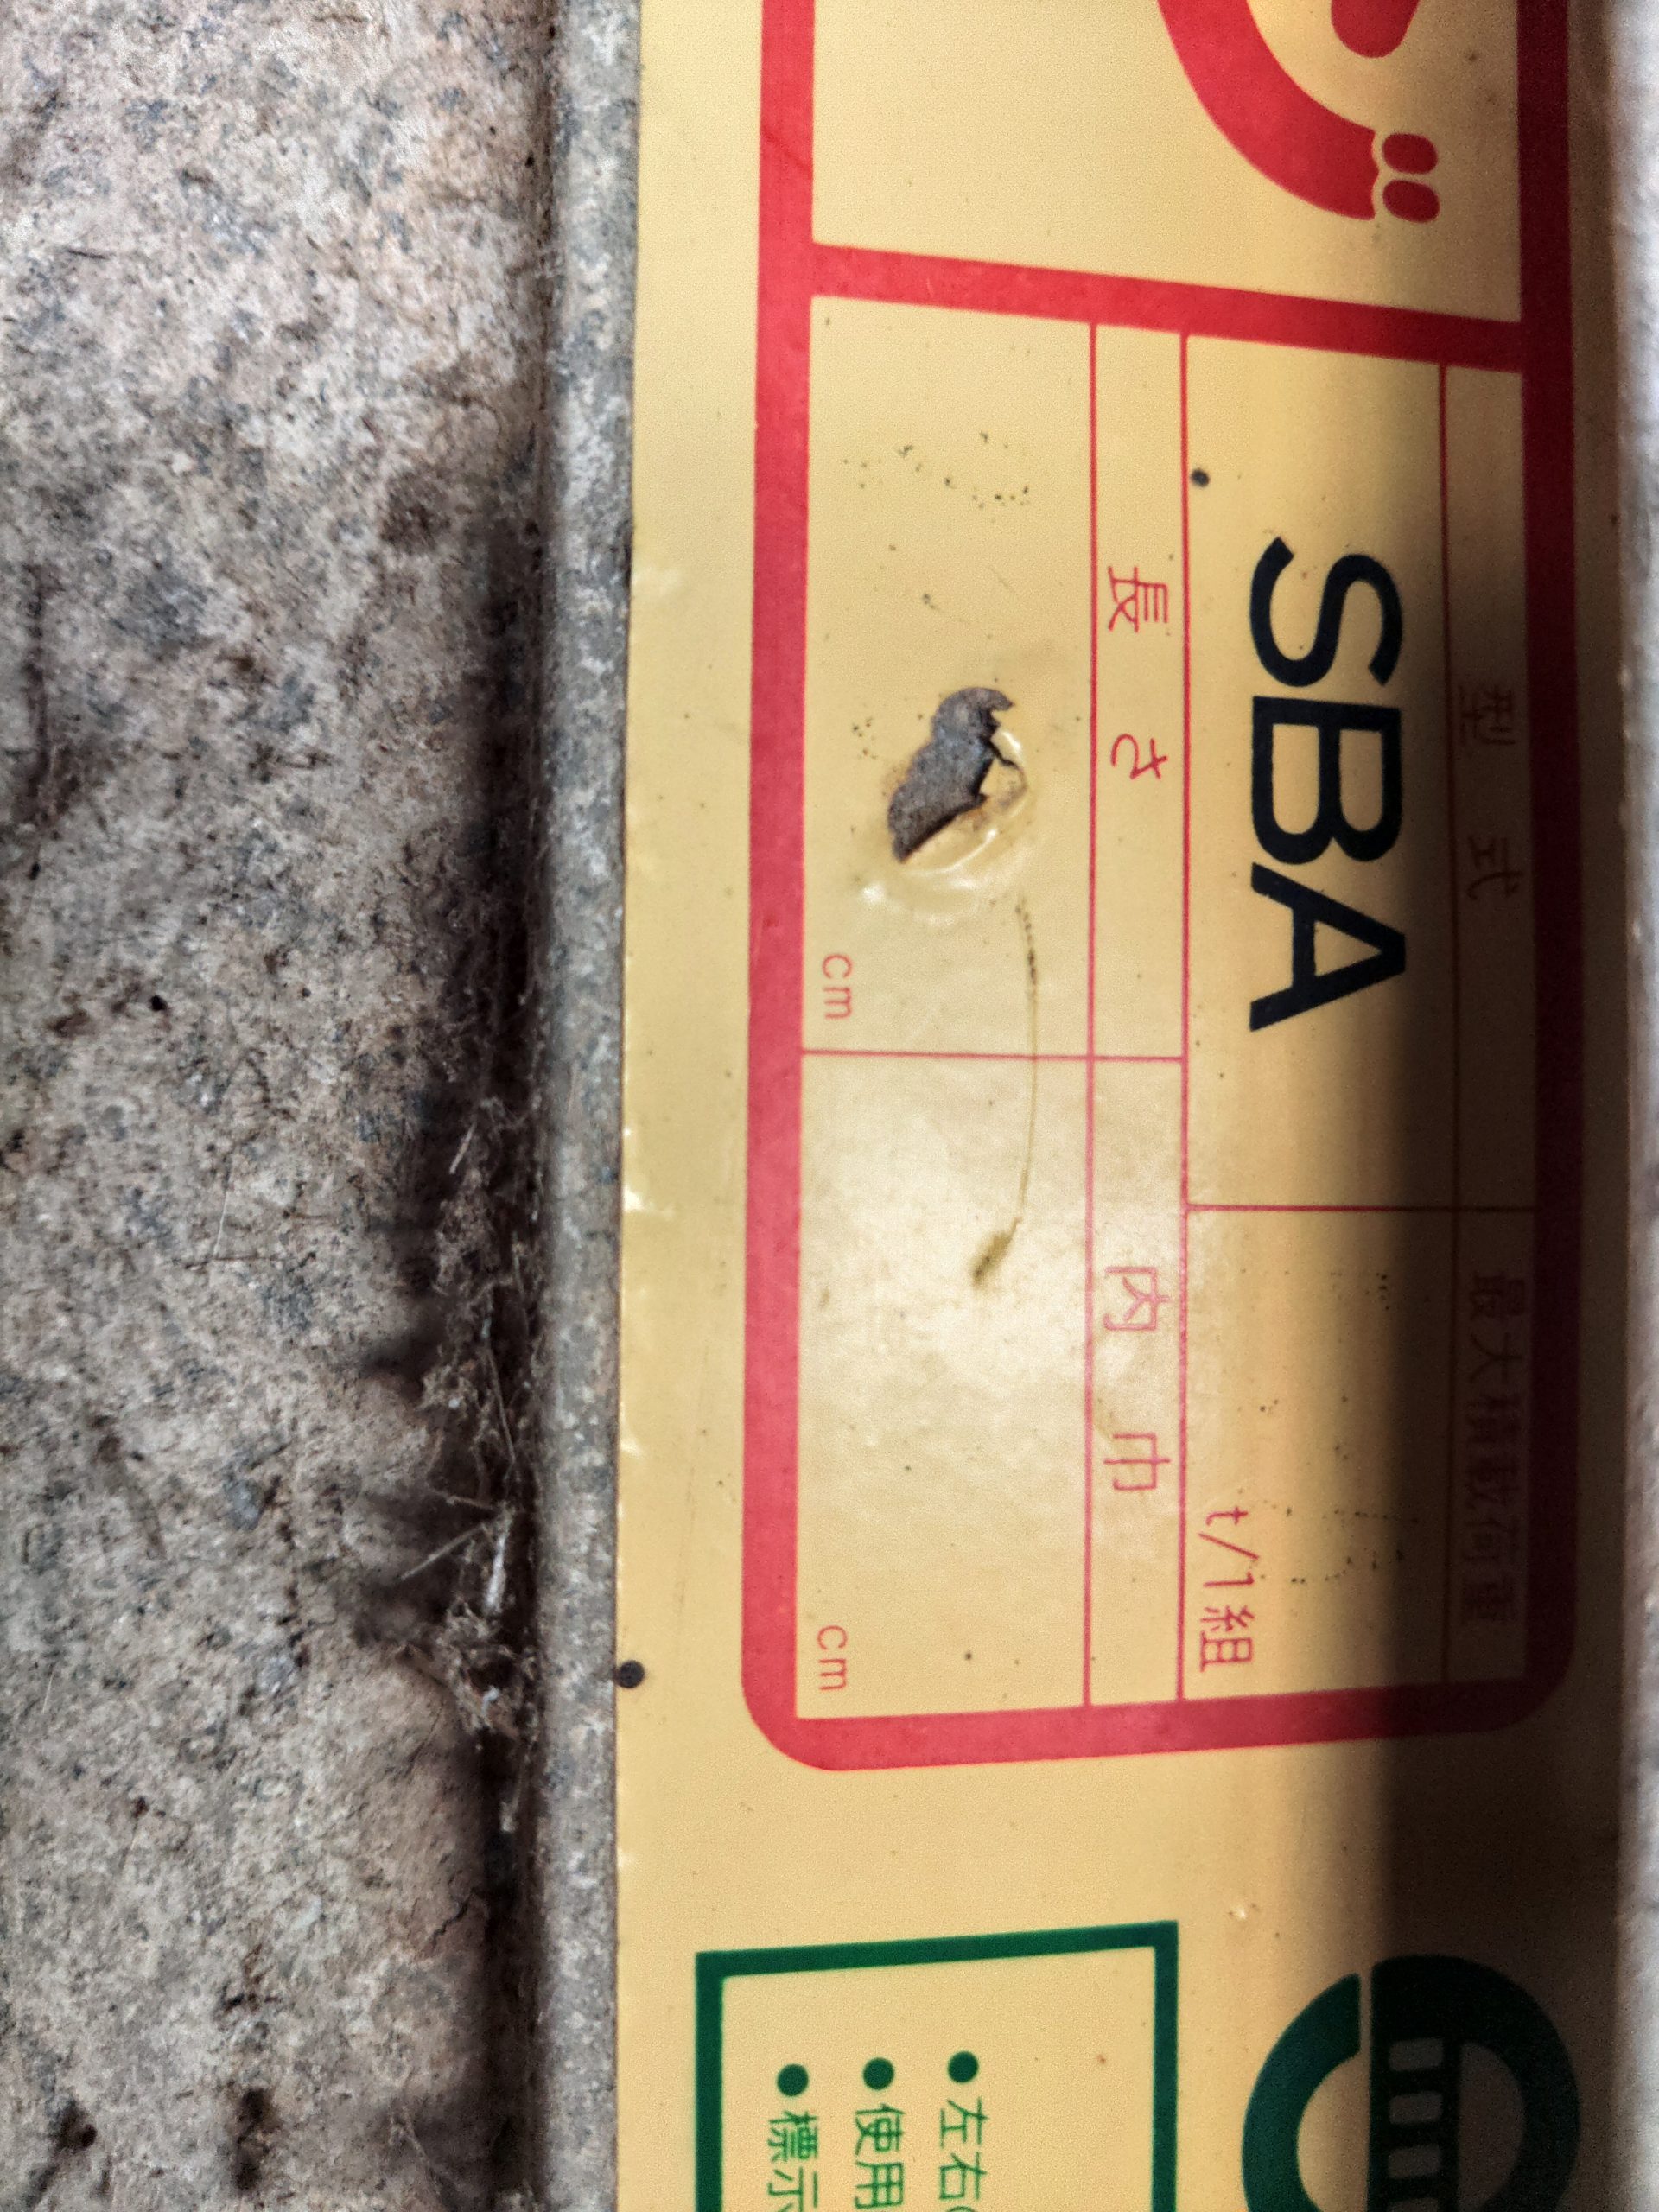 型式 最大積載荷重
SBA t/1組
長さ 内巾
cm cm
●左右
●使用
●標示